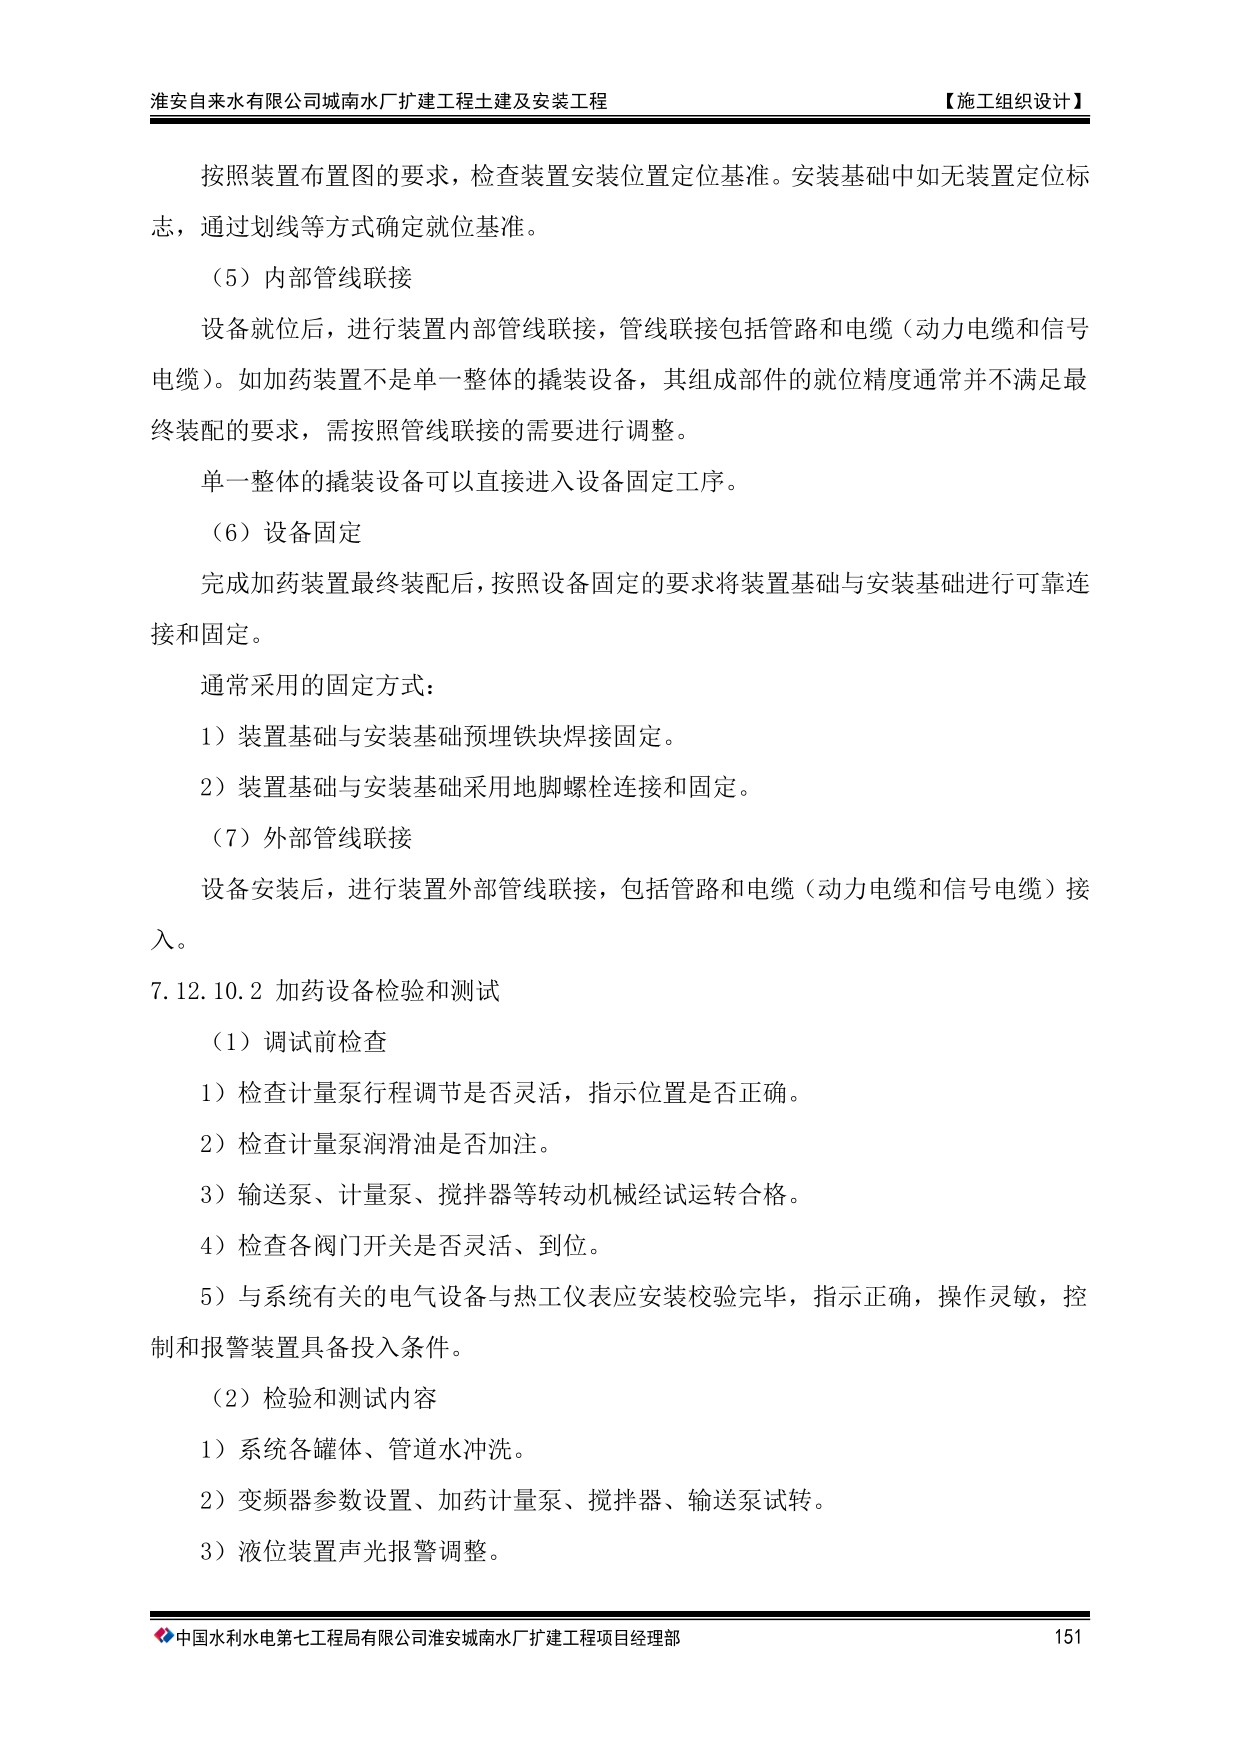 淮安自来水有限公司城南水厂扩建工程土建及安装工程 【施工组织设计】
按照装置布置图的要求，检查装置安装位置定位基准。安装基础中如无装置定位标
志，通过划线等方式确定就位基准。
（5）内部管线联接
设备就位后，进行装置内部管线联接，管线联接包括管路和电缆（动力电缆和信号
电缆）。如加药装置不是单一整体的撬装设备，其组成部件的就位精度通常并不满足最
终装配的要求，需按照管线联接的需要进行调整。
单一整体的撬装设备可以直接进入设备固定工序。
（6）设备固定
完成加药装置最终装配后，按照设备固定的要求将装置基础与安装基础进行可靠连
接和固定。
通常采用的固定方式：
1）装置基础与安装基础预埋铁块焊接固定。
2）装置基础与安装基础采用地脚螺栓连接和固定。
（7）外部管线联接
设备安装后，进行装置外部管线联接，包括管路和电缆（动力电缆和信号电缆）接
入。
7.12.10.2 加药设备检验和测试
（1）调试前检查
1）检查计量泵行程调节是否灵活，指示位置是否正确。
2）检查计量泵润滑油是否加注。
3）输送泵、计量泵、搅拌器等转动机械经试运转合格。
4）检查各阀门开关是否灵活、到位。
5）与系统有关的电气设备与热工仪表应安装校验完毕，指示正确，操作灵敏，控
制和报警装置具备投入条件。
（2）检验和测试内容
1）系统各罐体、管道水冲洗。
2）变频器参数设置、加药计量泵、搅拌器、输送泵试转。
3）液位装置声光报警调整。
中国水利水电第七工程局有限公司淮安城南水厂扩建工程项目经理部 151